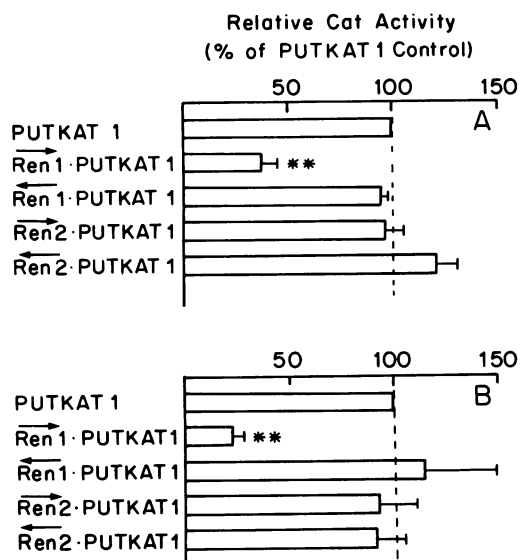 Relative Cat Activity
(% of PUTKAT 1 Control)
50 100 150
A
PUTKAT 1
Ren1·PUTKAT 1 **
Ren1·PUTKAT 1
Ren2·PUTKAT 1
Ren2·PUTKAT 1
50 100 150
B
PUTKAT 1
Ren1·PUTKAT1 **
Ren1·PUTKAT1
Ren2·PUTKAT1
Ren2·PUTKAT1